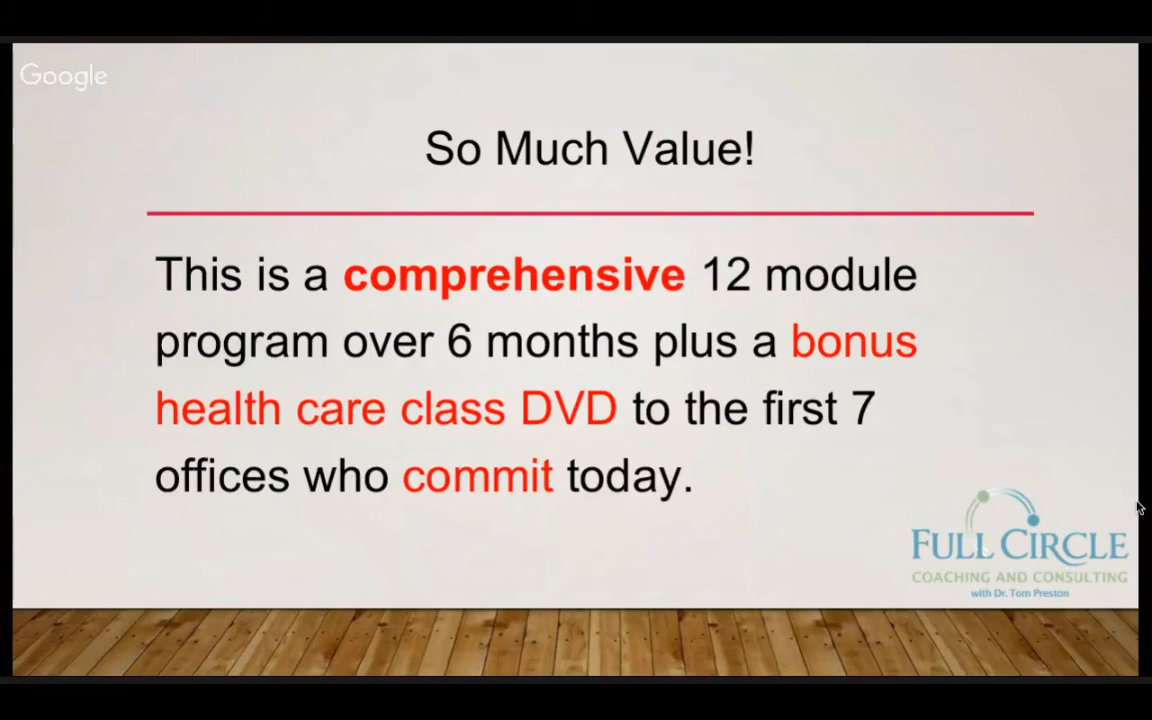 Google
So Much Value!
This is a comprehensive 12 module
program over 6 months plus a bonus
health care class DVD to the first 7
offices who commit today.
FULL CIRCLE
COACHING AND CONSULTING
with Dr. Tom Preston